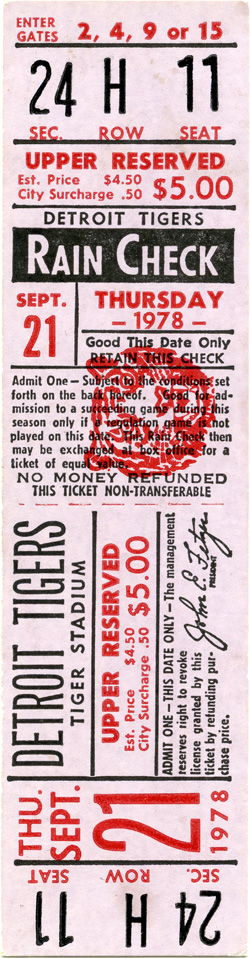 ENTER GATES 2, 4, 9 or 15
24 H 11
SEC. ROW SEAT
UPPER RESERVED
Est. Price $4.50
City Surcharge .50 $5.00
DETROIT TIGERS
RAIN CHECK
SEPT. 21
THURSDAY
— 1978 —
Good This Date Only
RETAIN THIS CHECK
Admit One — Subject to the conditions set
forth on the back hereof. Good for ad-
mission to a succeeding game during this
season only if a regulation game is not
played on this date. This Rain Check then
may be exchanged at box office for a
ticket of equal value.
NO MONEY REFUNDED
THIS TICKET NON-TRANSFERABLE
DETROIT TIGERS
TIGER STADIUM
UPPER RESERVED
Est. Price $4.50
City Surcharge .50 $5.00
ADMIT ONE — THIS DATE ONLY — The management
reserves right to revoke
license granted by this
ticket by refunding pur-
chase price.
John E. Fetzer
PRESIDENT
THU.
SEPT.
21
1978
SEC. ROW SEAT
24 H 11